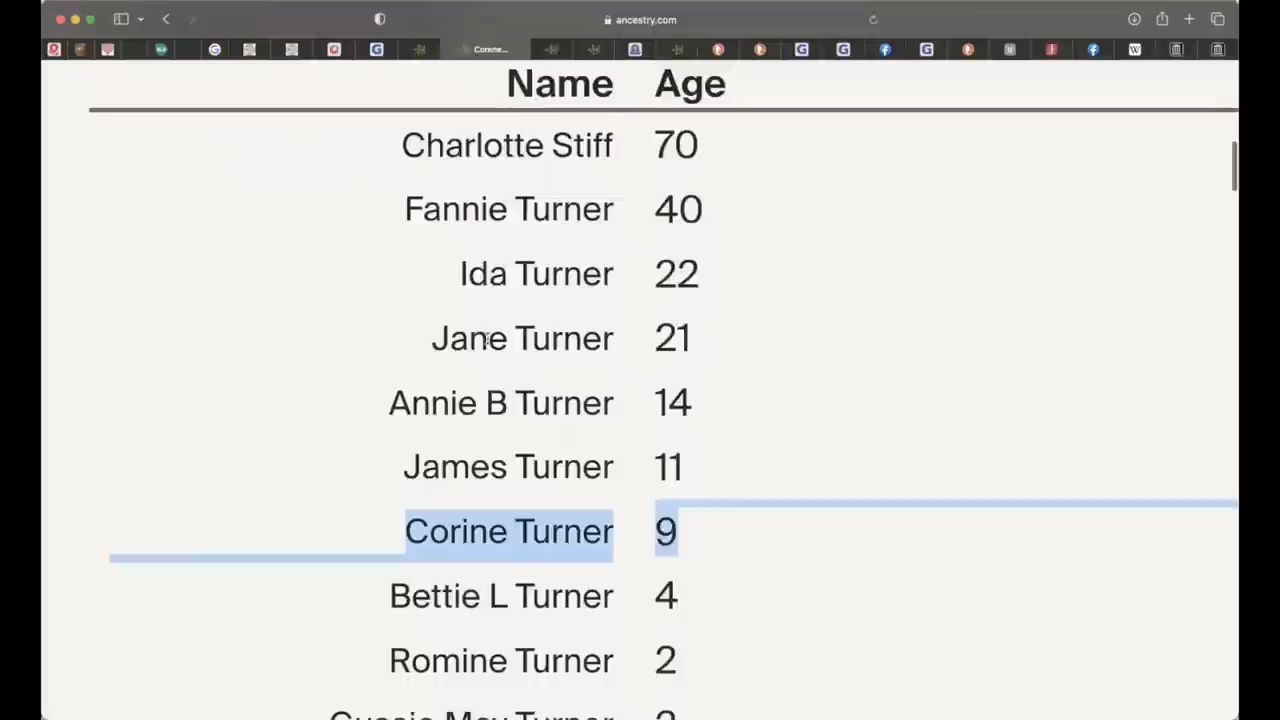 ancestry.com
Corine...
Name Age
Charlotte Stiff 70
Fannie Turner 40
Ida Turner 22
Jane Turner 21
Annie B Turner 14
James Turner 11
Corine Turner 9
Bettie L Turner 4
Romine Turner 2
Turner